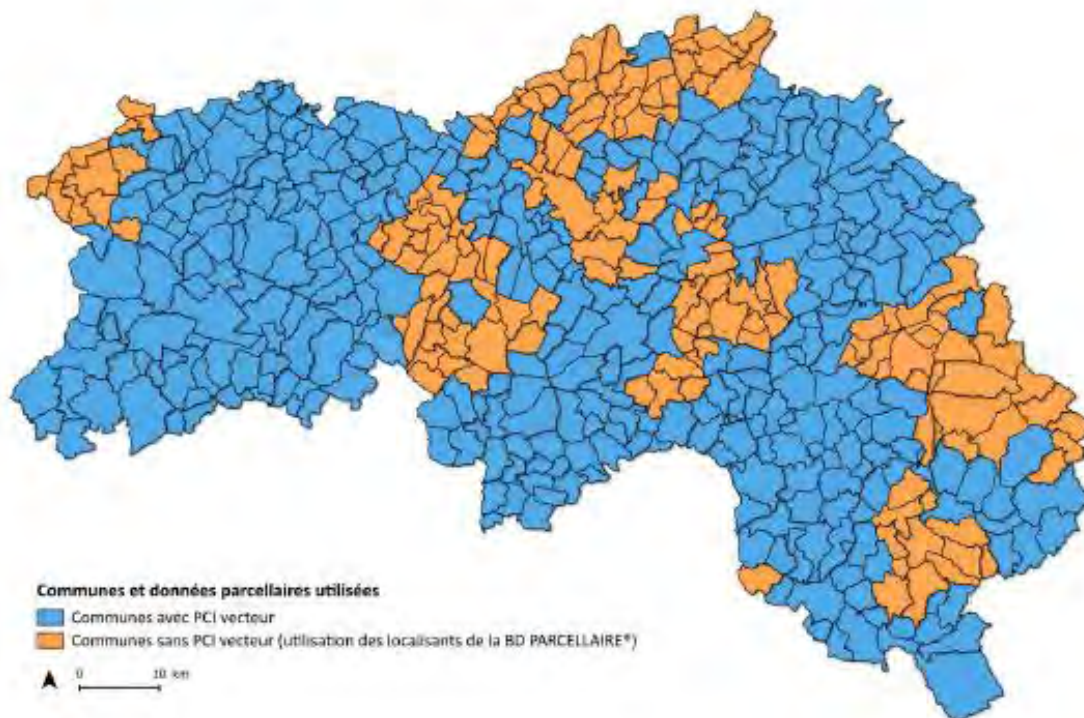 Communes et données parcellaires utilisées
Communes avec PCI vecteur
Communes sans PCI vecteur (utilisation des localisants de la BD PARCELLAIRE®)
0 10 km